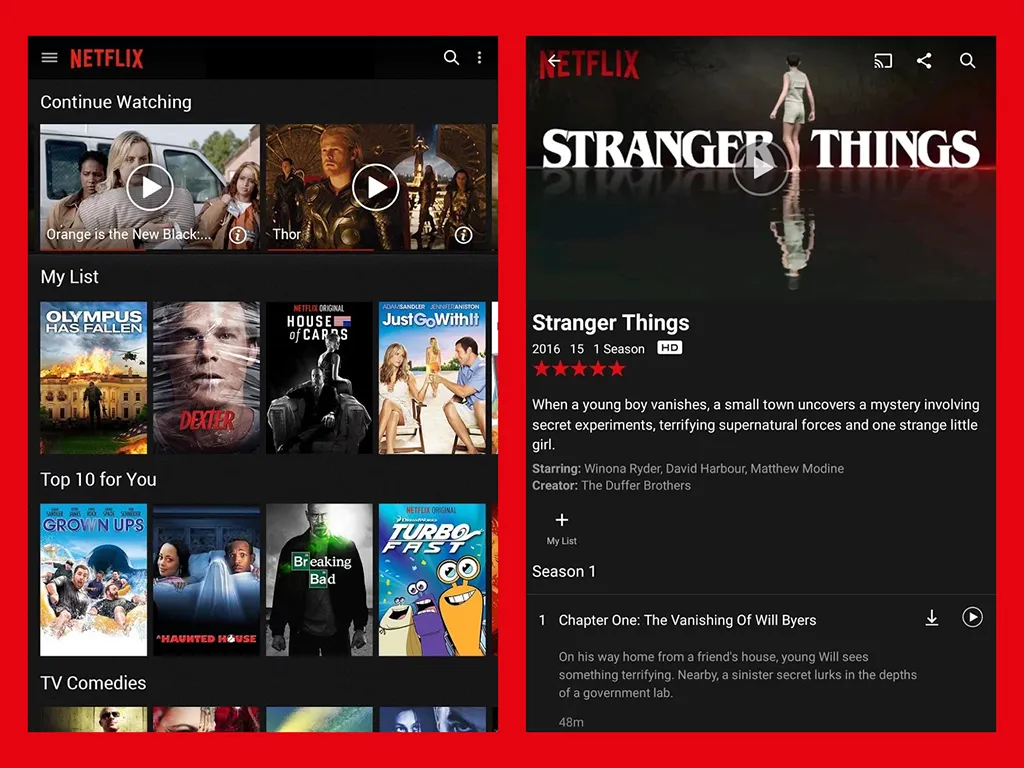 NETFLIX
Continue Watching
Orange is the New Black:...
Thor
My List
OLYMPUS
HAS FALLEN
DEXTER
NETFLIX ORIGINAL
HOUSE
of CARDS
ADAM SANDLER JENNIFER ANISTON
Just Go With It
Top 10 for You
GROWN UPS
A HAUNTED HOUSE
Breaking
Bad
NETFLIX ORIGINAL
DREAMWORKS
TURBO
FAST
TV Comedies
NETFLIX
STRANGER THINGS
Stranger Things
2016 15 1 Season HD
When a young boy vanishes, a small town uncovers a mystery involving
secret experiments, terrifying supernatural forces and one strange little
girl.
Starring: Winona Ryder, David Harbour, Matthew Modine
Creator: The Duffer Brothers
My List
Season 1
1 Chapter One: The Vanishing Of Will Byers
On his way home from a friend's house, young Will sees
something terrifying. Nearby, a sinister secret lurks in the depths
of a government lab.
48m